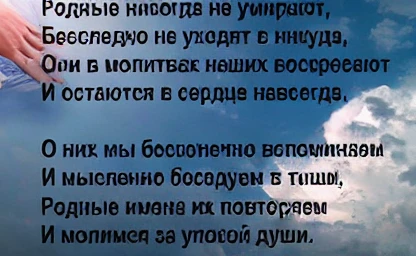 Родные никогда не умирают,
Бесследно не уходят в никуда,
Они в молитвах наших воскресают
И остаются в сердце навсегда.
О них мы бесконечно вспоминаем
И мысленно беседуем в тиши,
Родные имена их повторяем
И молимся за упокой души.